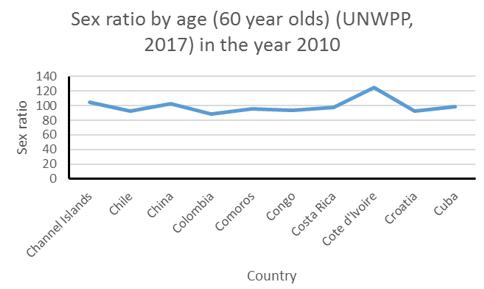 Sex ratio by age (60 year olds) (UNWPP,
2017) in the year 2010
Sex ratio
140
120
100
80
60
40
20
0
Channel Islands
Chile
China
Colombia
Comoros
Congo
Costa Rica
Cote d'Ivoire
Croatia
Cuba
Country